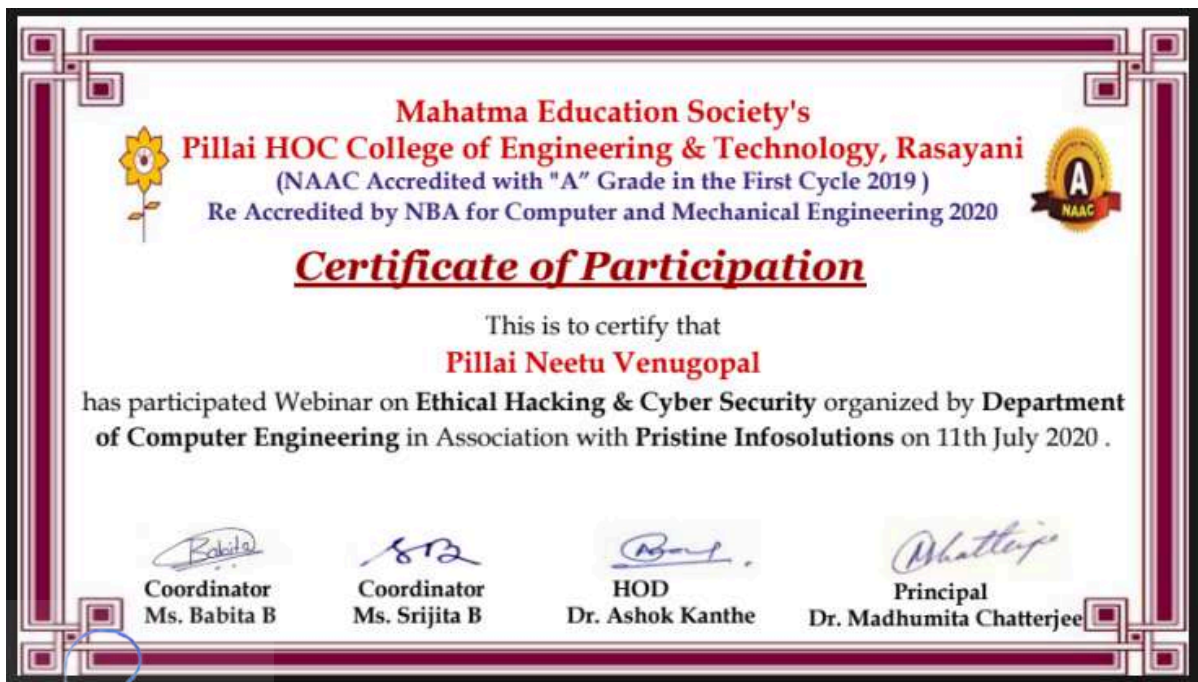 Mahatma Education Society's
Pillai HOC College of Engineering & Technology, Rasayani
(NAAC Accredited with "A" Grade in the First Cycle 2019 )
Re Accredited by NBA for Computer and Mechanical Engineering 2020
A
NAAC
Certificate of Participation
This is to certify that
Pillai Neetu Venugopal
has participated Webinar on Ethical Hacking & Cyber Security organized by Department
of Computer Engineering in Association with Pristine Infosolutions on 11th July 2020 .
Babita
Coordinator Coordinator HOD Principal
Ms. Babita B Ms. Srijita B Dr. Ashok Kanthe Dr. Madhumita Chatterjee